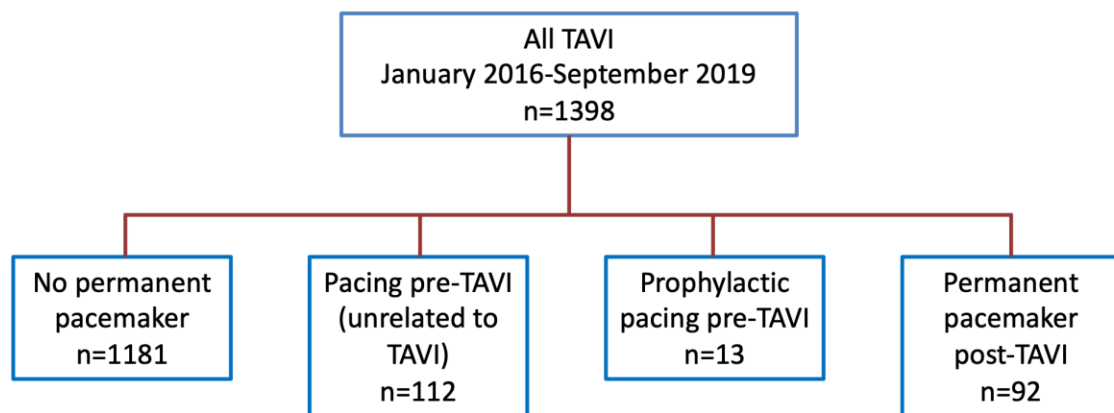 All TAVI
January 2016-September 2019
n=1398
No permanent
pacemaker
n=1181
Pacing pre-TAVI
(unrelated to
TAVI)
n=112
Prophylactic
pacing pre-TAVI
n=13
Permanent
pacemaker
post-TAVI
n=92